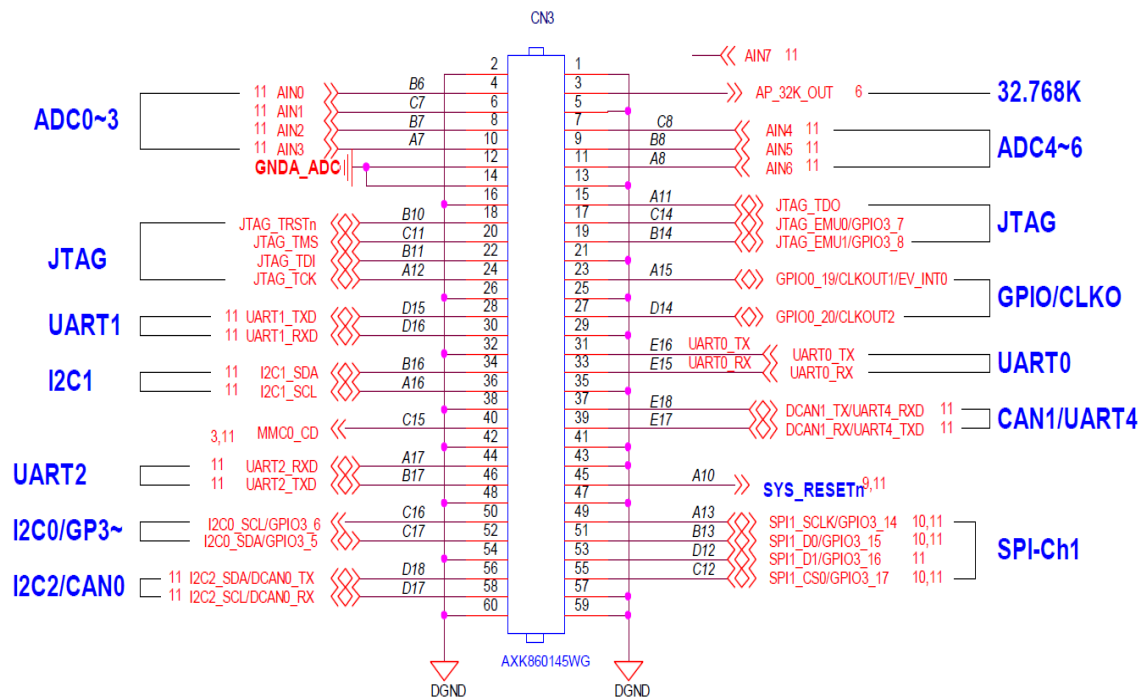 CN3
AIN7 11
2 1
11 AIN0 B6 4 3 AP_32K_OUT 6 32.768K
11 AIN1 C7 6 5
ADC0~3
11 AIN2 B7 8 7 C8 AIN4 11
11 AIN3 A7 10 9 B8 AIN5 11
ADC4~6
GNDA_ADC 12 11 A8 AIN6 11
14 13
16 15 A11 JTAG_TDO
JTAG_TRSTn B10 18 17 C14 JTAG_EMU0/GPIO3_7
JTAG
JTAG_TMS C11 20 19 B14 JTAG_EMU1/GPIO3_8
JTAG
JTAG_TDI B11 22 21
JTAG_TCK A12 24 23 A15 GPIO0_19/CLKOUT1/EV_INT0
26 25
GPIO/CLKO
11 UART1_TXD D15 28 27 D14 GPIO0_20/CLKOUT2
UART1
11 UART1_RXD D16 30 29
32 31 E16 UART0_TX UART0_TX
UART0
11 I2C1_SDA B16 34 33 E15 UART0_RX UART0_RX
I2C1
11 I2C1_SCL A16 36 35
38 37 E18 DCAN1_TX/UART4_RXD 11
CAN1/UART4
3,11 MMC0_CD C15 40 39 E17 DCAN1_RX/UART4_TXD 11
42 41
11 UART2_RXD A17 44 43
UART2
11 UART2_TXD B17 46 45 A10 SYS_RESETn 9,11
48 47
I2C0_SCL/GPIO3_6 C16 50 49 A13 SPI1_SCLK/GPIO3_14 10,11
I2C0/GP3~
I2C0_SDA/GPIO3_5 C17 52 51 B13 SPI1_D0/GPIO3_15 10,11
SPI-Ch1
54 53 D12 SPI1_D1/GPIO3_16 11
11 I2C2_SDA/DCAN0_TX D18 56 55 C12 SPI1_CS0/GPIO3_17 10,11
I2C2/CAN0
11 I2C2_SCL/DCAN0_RX D17 58 57
60 59
AXK860145WG
DGND DGND